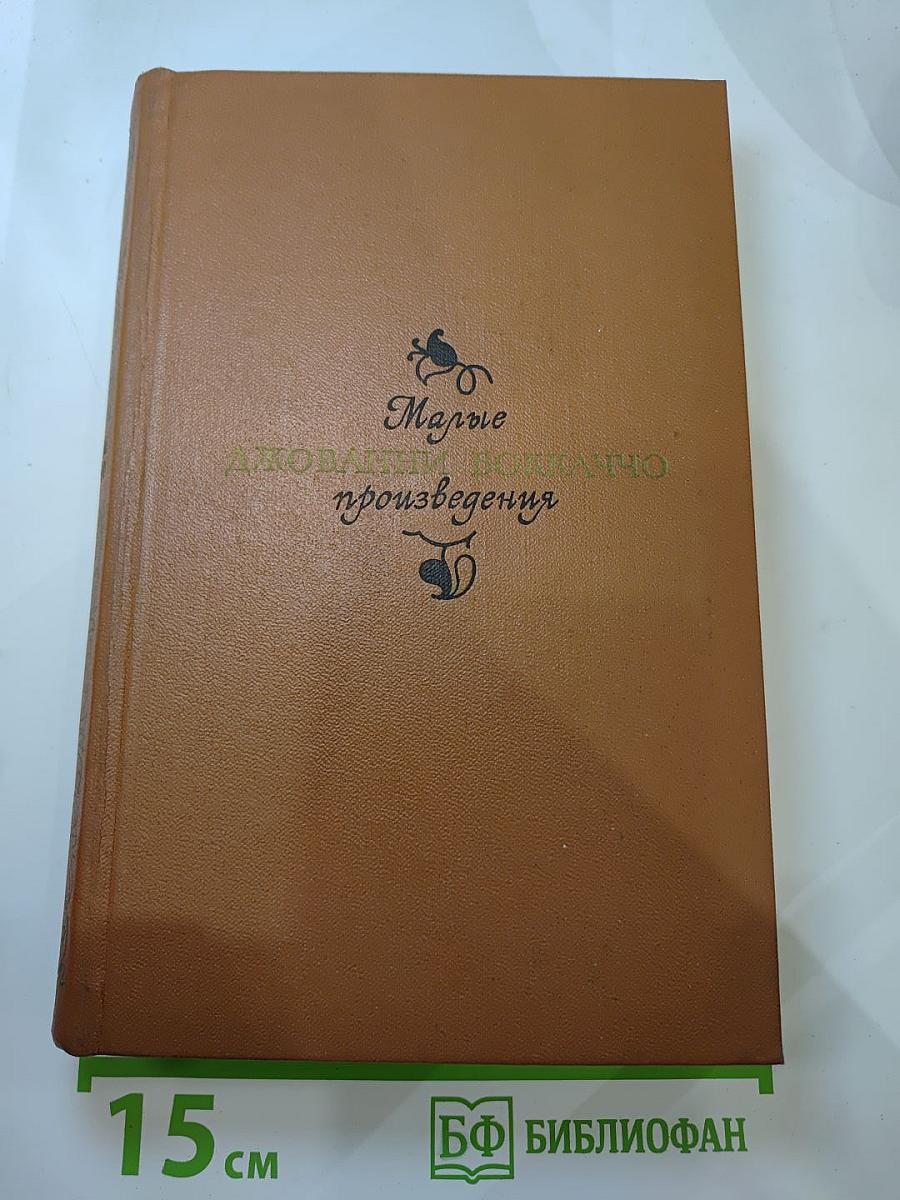 Малые
ДЖОВАННИ БОККАЧЧО
произведения
15 см
БФ БИБЛИОФАН